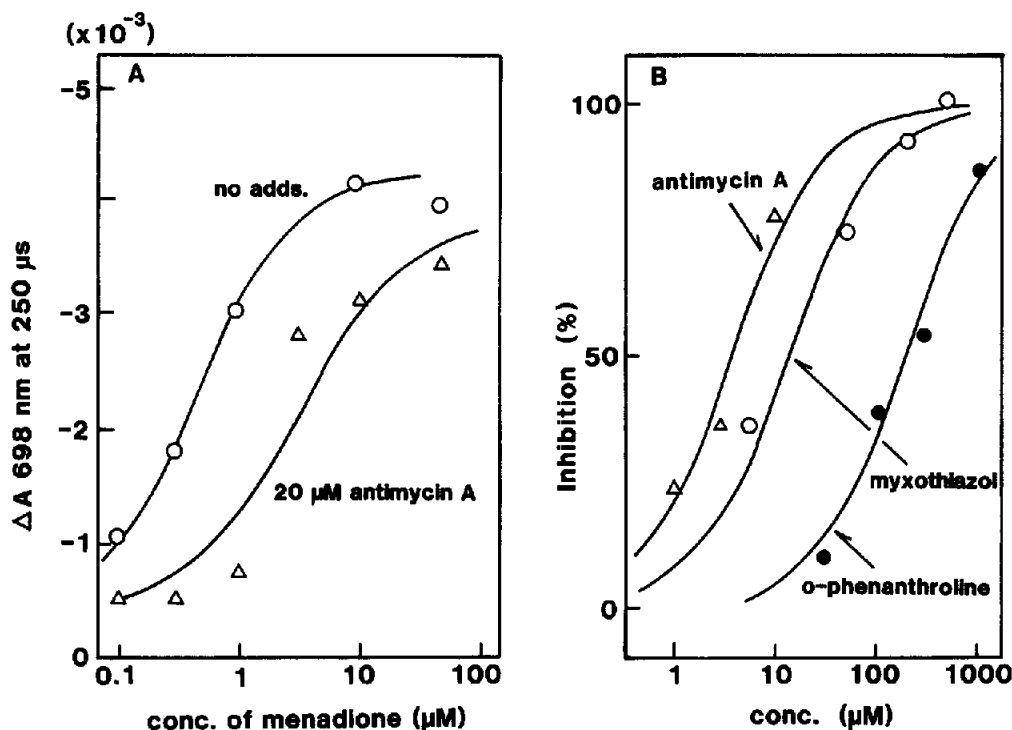 (x10⁻³)
A
-5
-3
-2
-1
0
ΔA 698 nm at 250 μs
no adds.
20 μM antimycin A
0.1 1 10 100
conc. of menadione (μM)
B
100
50
0
Inhibition (%)
antimycin A
myxothiazol
o-phenanthroline
1 10 100 1000
conc. (μM)